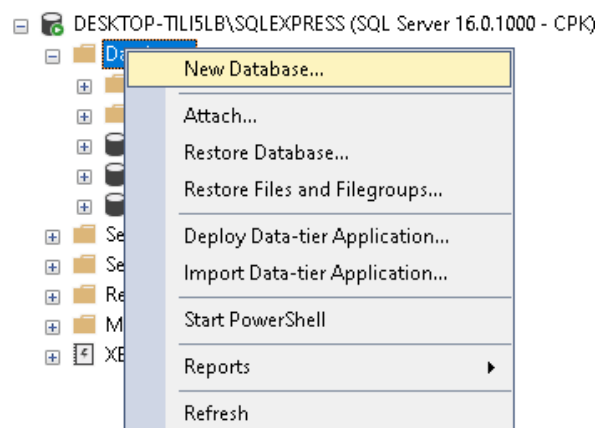 DESKTOP-TILI5LB\SQLEXPRESS (SQL Server 16.0.1000 - CPK)
New Database...
Attach...
Restore Database...
Restore Files and Filegroups...
Deploy Data-tier Application...
Import Data-tier Application...
Start PowerShell
Reports
Refresh